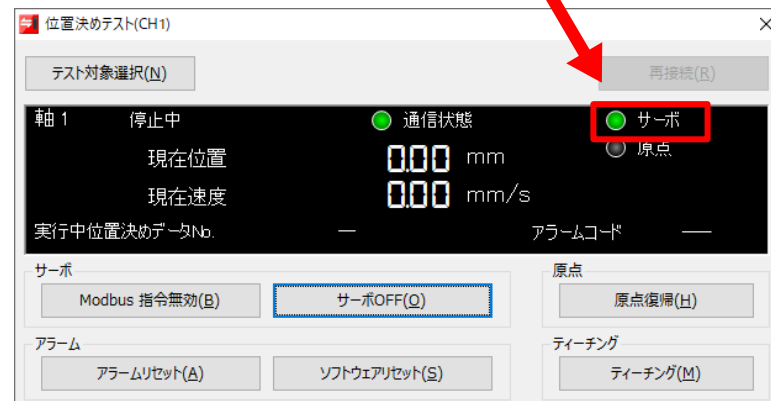 位置決めテスト(CH1)
テスト対象選択(N)
再接続(R)
軸 1 停止中 通信状態 サーボ
現在位置 0.00 mm 原点
現在速度 0.00 mm/s
実行中位置決めデータNo. — アラームコード —
サーボ 原点
Modbus 指令無効(B) サーボOFF(O) 原点復帰(H)
アラーム ティーチング
アラームリセット(A) ソフトウェアリセット(S) ティーチング(M)